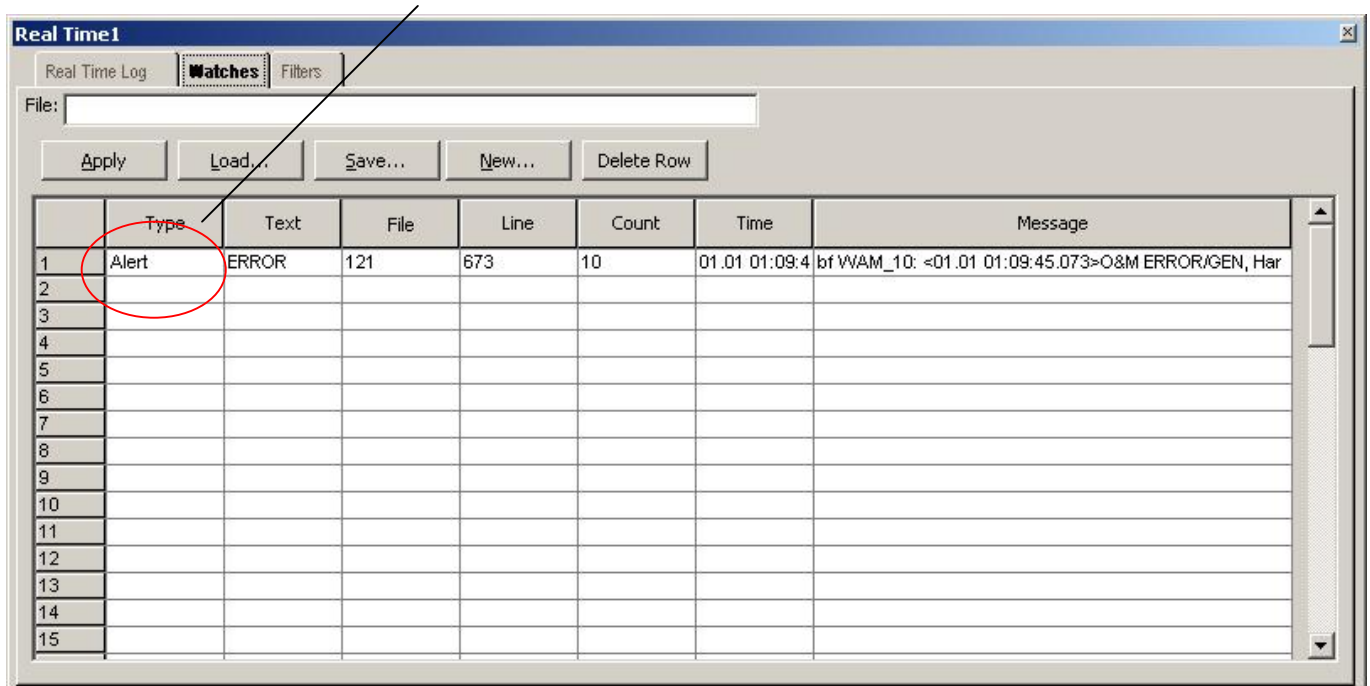 Real Time1
Real Time Log Watches Filters
File:
Apply Load... Save... New... Delete Row
Type Text File Line Count Time Message
1 Alert ERROR 121 673 10 01.01 01:09:4 bf WAM_10: <01.01 01:09:45.073>O&M ERROR/GEN, Har
2
3
4
5
6
7
8
9
10
11
12
13
14
15